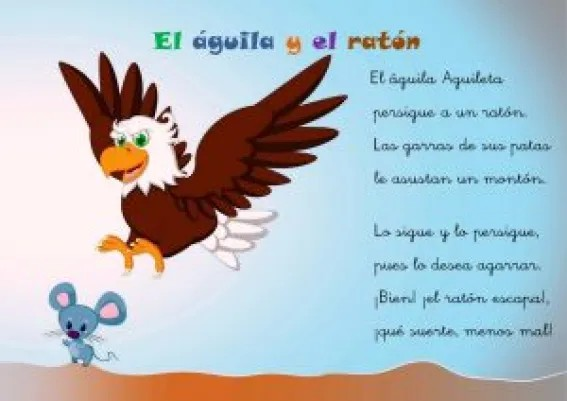 El águila y el ratón
El águila Aguileta
persigue a un ratón.
Las garras de sus patas
le asustan un montón.
Lo sigue y lo persigue,
pues lo desea agarrar.
¡Bien! ¡el ratón escapa!,
¡qué suerte, menos mal!